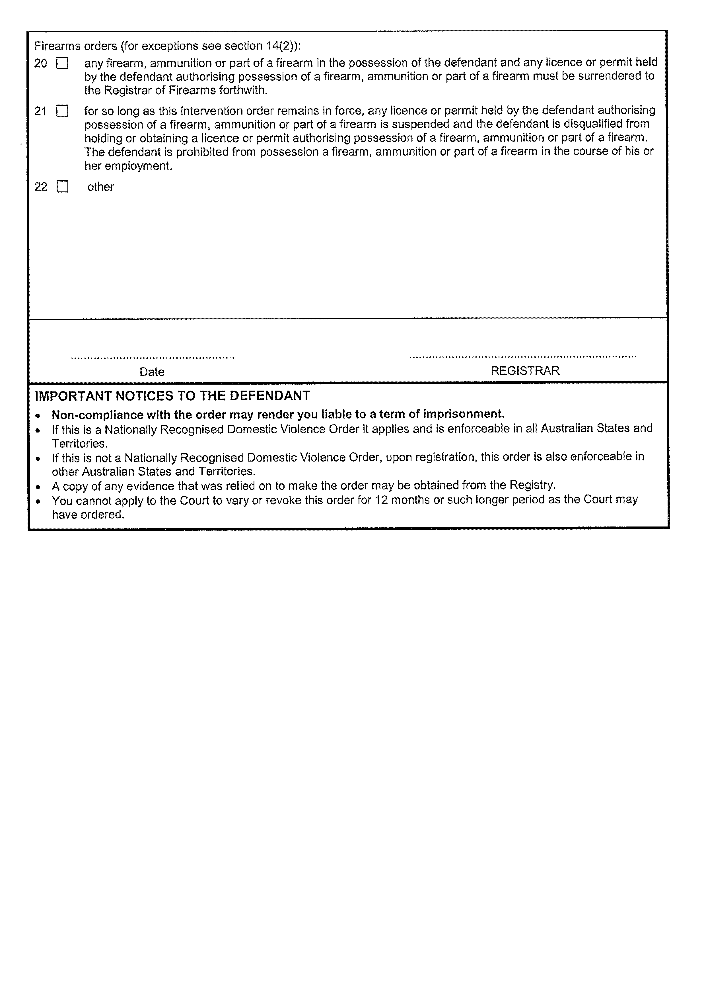 Firearms orders (for exceptions see section 14(2)):
20 ☐ any firearm, ammunition or part of a firearm in the possession of the defendant and any licence or permit held
by the defendant authorising possession of a firearm, ammunition or part of a firearm must be surrendered to
the Registrar of Firearms forthwith.
21 ☐ for so long as this intervention order remains in force, any licence or permit held by the defendant authorising
possession of a firearm, ammunition or part of a firearm is suspended and the defendant is disqualified from
holding or obtaining a licence or permit authorising possession of a firearm, ammunition or part of a firearm.
The defendant is prohibited from possession a firearm, ammunition or part of a firearm in the course of his or
her employment.
22 ☐ other
Date
REGISTRAR
IMPORTANT NOTICES TO THE DEFENDANT
• Non-compliance with the order may render you liable to a term of imprisonment.
• If this is a Nationally Recognised Domestic Violence Order it applies and is enforceable in all Australian States and
Territories.
• If this is not a Nationally Recognised Domestic Violence Order, upon registration, this order is also enforceable in
other Australian States and Territories.
• A copy of any evidence that was relied on to make the order may be obtained from the Registry.
• You cannot apply to the Court to vary or revoke this order for 12 months or such longer period as the Court may
have ordered.